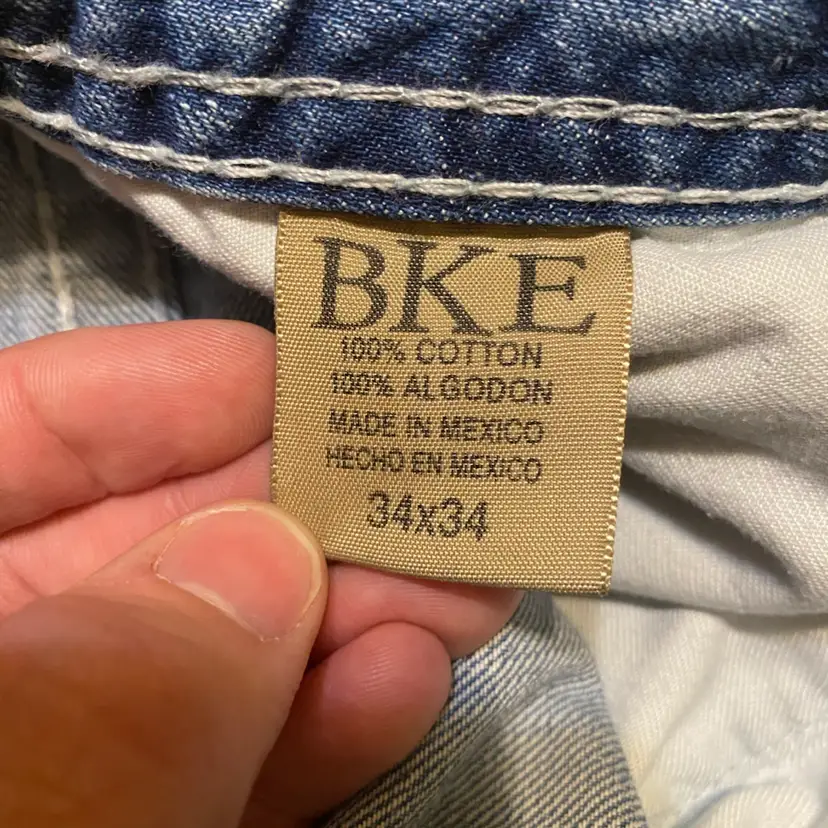 BKE
100% COTTON
100% ALGODON
MADE IN MEXICO
HECHO EN MEXICO
34x34